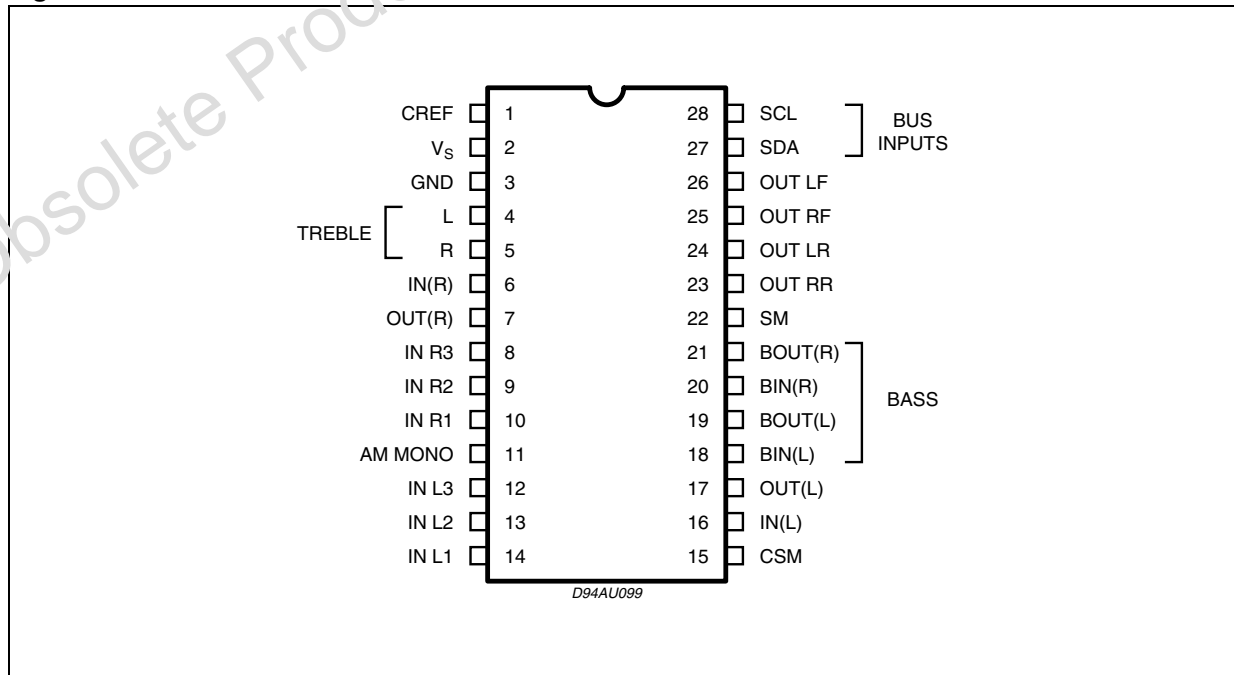 Obsolete Produ
CREF 1 28 SCL
V_S 2 27 SDA
BUS INPUTS
GND 3 26 OUT LF
TREBLE
L 4 25 OUT RF
R 5 24 OUT LR
IN(R) 6 23 OUT RR
OUT(R) 7 22 SM
IN R3 8 21 BOUT(R)
IN R2 9 20 BIN(R)
BASS
IN R1 10 19 BOUT(L)
AM MONO 11 18 BIN(L)
IN L3 12 17 OUT(L)
IN L2 13 16 IN(L)
IN L1 14 15 CSM
D94AU099